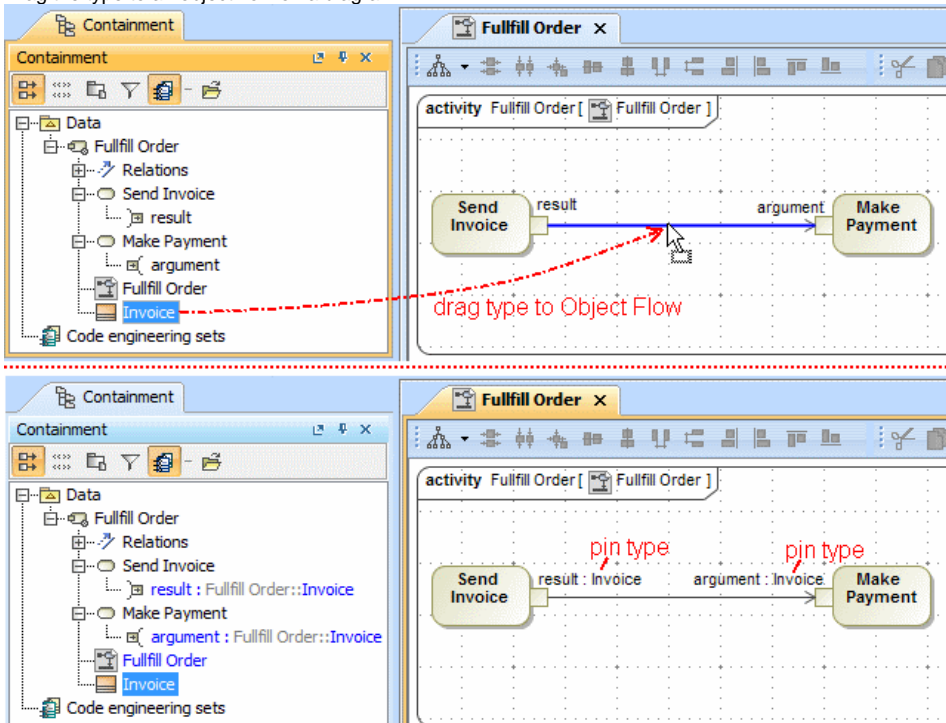 Containment
Fullfill Order X
Containment
activity Fullfill Order [ Fullfill Order ]
Data
Fullfill Order
Relations
Send Invoice
result
Make Payment
argument
Fullfill Order
Invoice
Code engineering sets
Send Invoice
result
argument
Make Payment
drag type to Object Flow
Containment
Fullfill Order X
Containment
activity Fullfill Order [ Fullfill Order ]
Data
Fullfill Order
Relations
Send Invoice
result : Fullfill Order::Invoice
Make Payment
argument : Fullfill Order::Invoice
Fullfill Order
Invoice
Code engineering sets
pin type
pin type
Send Invoice
result : Invoice
argument : Invoice
Make Payment